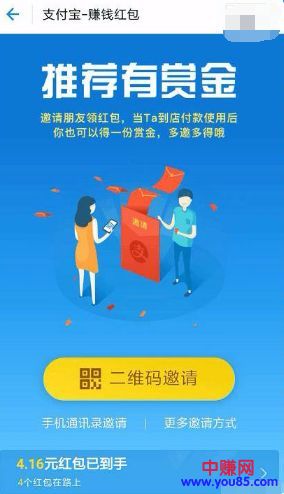 支付宝-赚钱红包
推荐有赏金
邀请朋友领红包，当Ta到店付款使用后
你也可以得一份赏金，多邀多得哦
邀请
二维码邀请
手机通讯录邀请
更多邀请方式
4.16元红包已到手
4个红包在路上
中赚网
www.you85.com